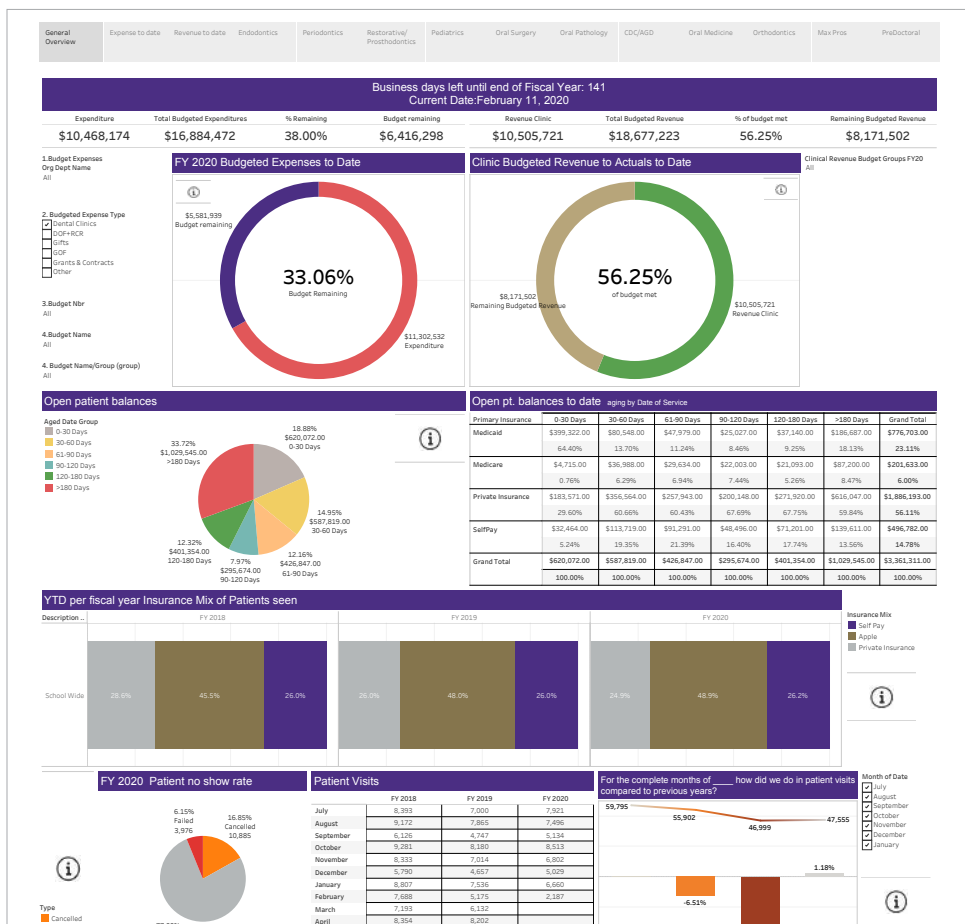 General Overview
Expense to date
Revenue to date
Endodontics
Periodontics
Restorative/ Prosthodontics
Pediatrics
Oral Surgery
Oral Pathology
CDC/AGD
Oral Medicine
Orthodontics
Max Pros
PreDoctoral
Business days left until end of Fiscal Year: 141
Current Date:February 11, 2020
Expenditure Total Budgeted Expenditures % Remaining Budget remaining Revenue Clinic Total Budgeted Revenue % of budget met Remaining Budgeted Revenue
$10,468,174 $16,884,472 38.00% $6,416,298 $10,505,721 $18,677,223 56.25% $8,171,502
1.Budget Expenses
Org Dept Name
All
2. Budgeted Expense Type
Dental Clinics
DOF+RCR
Gifts
GOF
Grants & Contracts
Other
3.Budget Nbr
All
4.Budget Name
All
4. Budget Name/Group (group)
All
FY 2020 Budgeted Expenses to Date
$5,581,939
Budget remaining
33.06%
Budget Remaining
$11,302,532
Expenditure
Clinic Budgeted Revenue to Actuals to Date
56.25%
of budget met
$8,171,502
Remaining Budgeted Revenue
$10,505,721
Revenue Clinic
Clinical Revenue Budget Groups FY20
All
Open patient balances
Aged Date Group
0-30 Days
30-60 Days
61-90 Days
90-120 Days
120-180 Days
>180 Days
18.88%
$620,072.00
0-30 Days
33.72%
$1,029,545.00
>180 Days
14.95%
$587,819.00
30-60 Days
12.32%
$401,354.00
120-180 Days
7.97%
$295,674.00
90-120 Days
12.16%
$426,847.00
61-90 Days
Open pt. balances to date aging by Date of Service
Primary Insurance 0-30 Days 30-60 Days 61-90 Days 90-120 Days 120-180 Days >180 Days Grand Total
Medicaid $399,322.00 $80,548.00 $47,979.00 $25,027.00 $37,140.00 $186,687.00 $776,703.00
64.40% 13.70% 11.24% 8.46% 9.25% 18.13% 23.11%
Medicare $4,715.00 $36,988.00 $29,634.00 $22,003.00 $21,093.00 $87,200.00 $201,633.00
0.76% 6.29% 6.94% 7.44% 5.26% 8.47% 6.00%
Private Insurance $183,571.00 $356,564.00 $257,943.00 $200,148.00 $271,920.00 $616,047.00 $1,886,193.00
29.60% 60.66% 60.43% 67.69% 67.75% 59.84% 56.11%
SelfPay $32,464.00 $113,719.00 $91,291.00 $48,496.00 $71,201.00 $139,611.00 $496,782.00
5.24% 19.35% 21.39% 16.40% 17.74% 13.56% 14.78%
Grand Total $620,072.00 $587,819.00 $426,847.00 $295,674.00 $401,354.00 $1,029,545.00 $3,361,311.00
100.00% 100.00% 100.00% 100.00% 100.00% 100.00% 100.00%
YTD per fiscal year Insurance Mix of Patients seen
Description .. FY 2018 FY 2019 FY 2020
School Wide 28.6% 45.5% 26.0% 26.0% 48.0% 26.0% 24.9% 48.9% 26.2%
Insurance Mix
Self Pay
Apple
Private Insurance
FY 2020 Patient no show rate
6.15%
Failed
3,976
16.85%
Cancelled
10,885
Type
Cancelled
Patient Visits
FY 2018 FY 2019 FY 2020
July 8,393 7,000 7,921
August 9,172 7,865 7,496
September 6,126 4,747 5,134
October 9,281 8,180 8,513
November 8,333 7,014 6,802
December 5,790 4,657 5,029
January 8,807 7,536 6,660
February 7,688 5,175 2,187
March 7,193 6,132
April 8,354 8,202
For the complete months of ____ how did we do in patient visits
compared to previous years?
59,795
55,902
46,999
47,555
1.18%
-6.51%
Month of Date
July
August
September
October
November
December
January